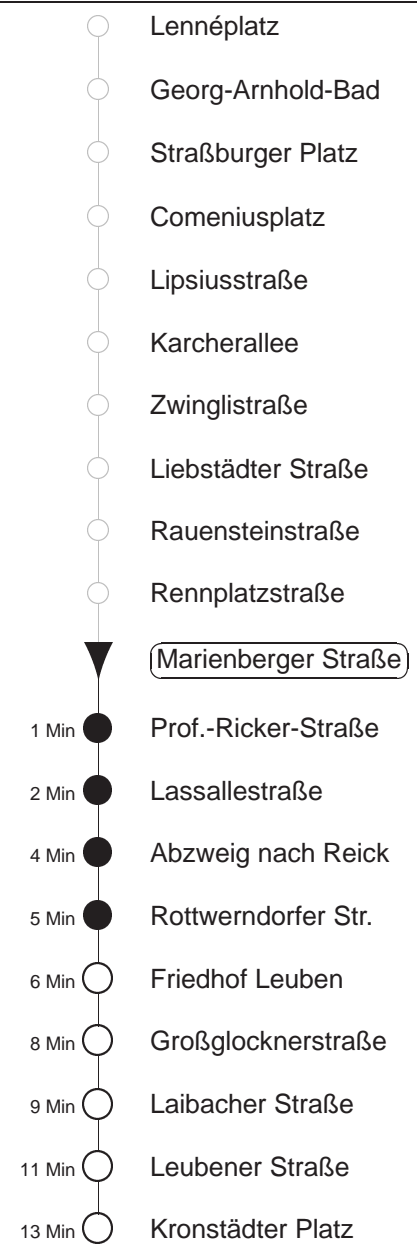 Lennéplatz
Georg-Arnhold-Bad
Straßburger Platz
Comeniusplatz
Lipsiusstraße
Karcherallee
Zwinglistraße
Liebstädter Straße
Rauensteinstraße
Rennplatzstraße
Marienberger Straße
1 Min Prof.-Ricker-Straße
2 Min Lassallestraße
4 Min Abzweig nach Reick
5 Min Rottwerndorfer Str.
6 Min Friedhof Leuben
8 Min Großglocknerstraße
9 Min Laibacher Straße
11 Min Leubener Straße
13 Min Kronstädter Platz